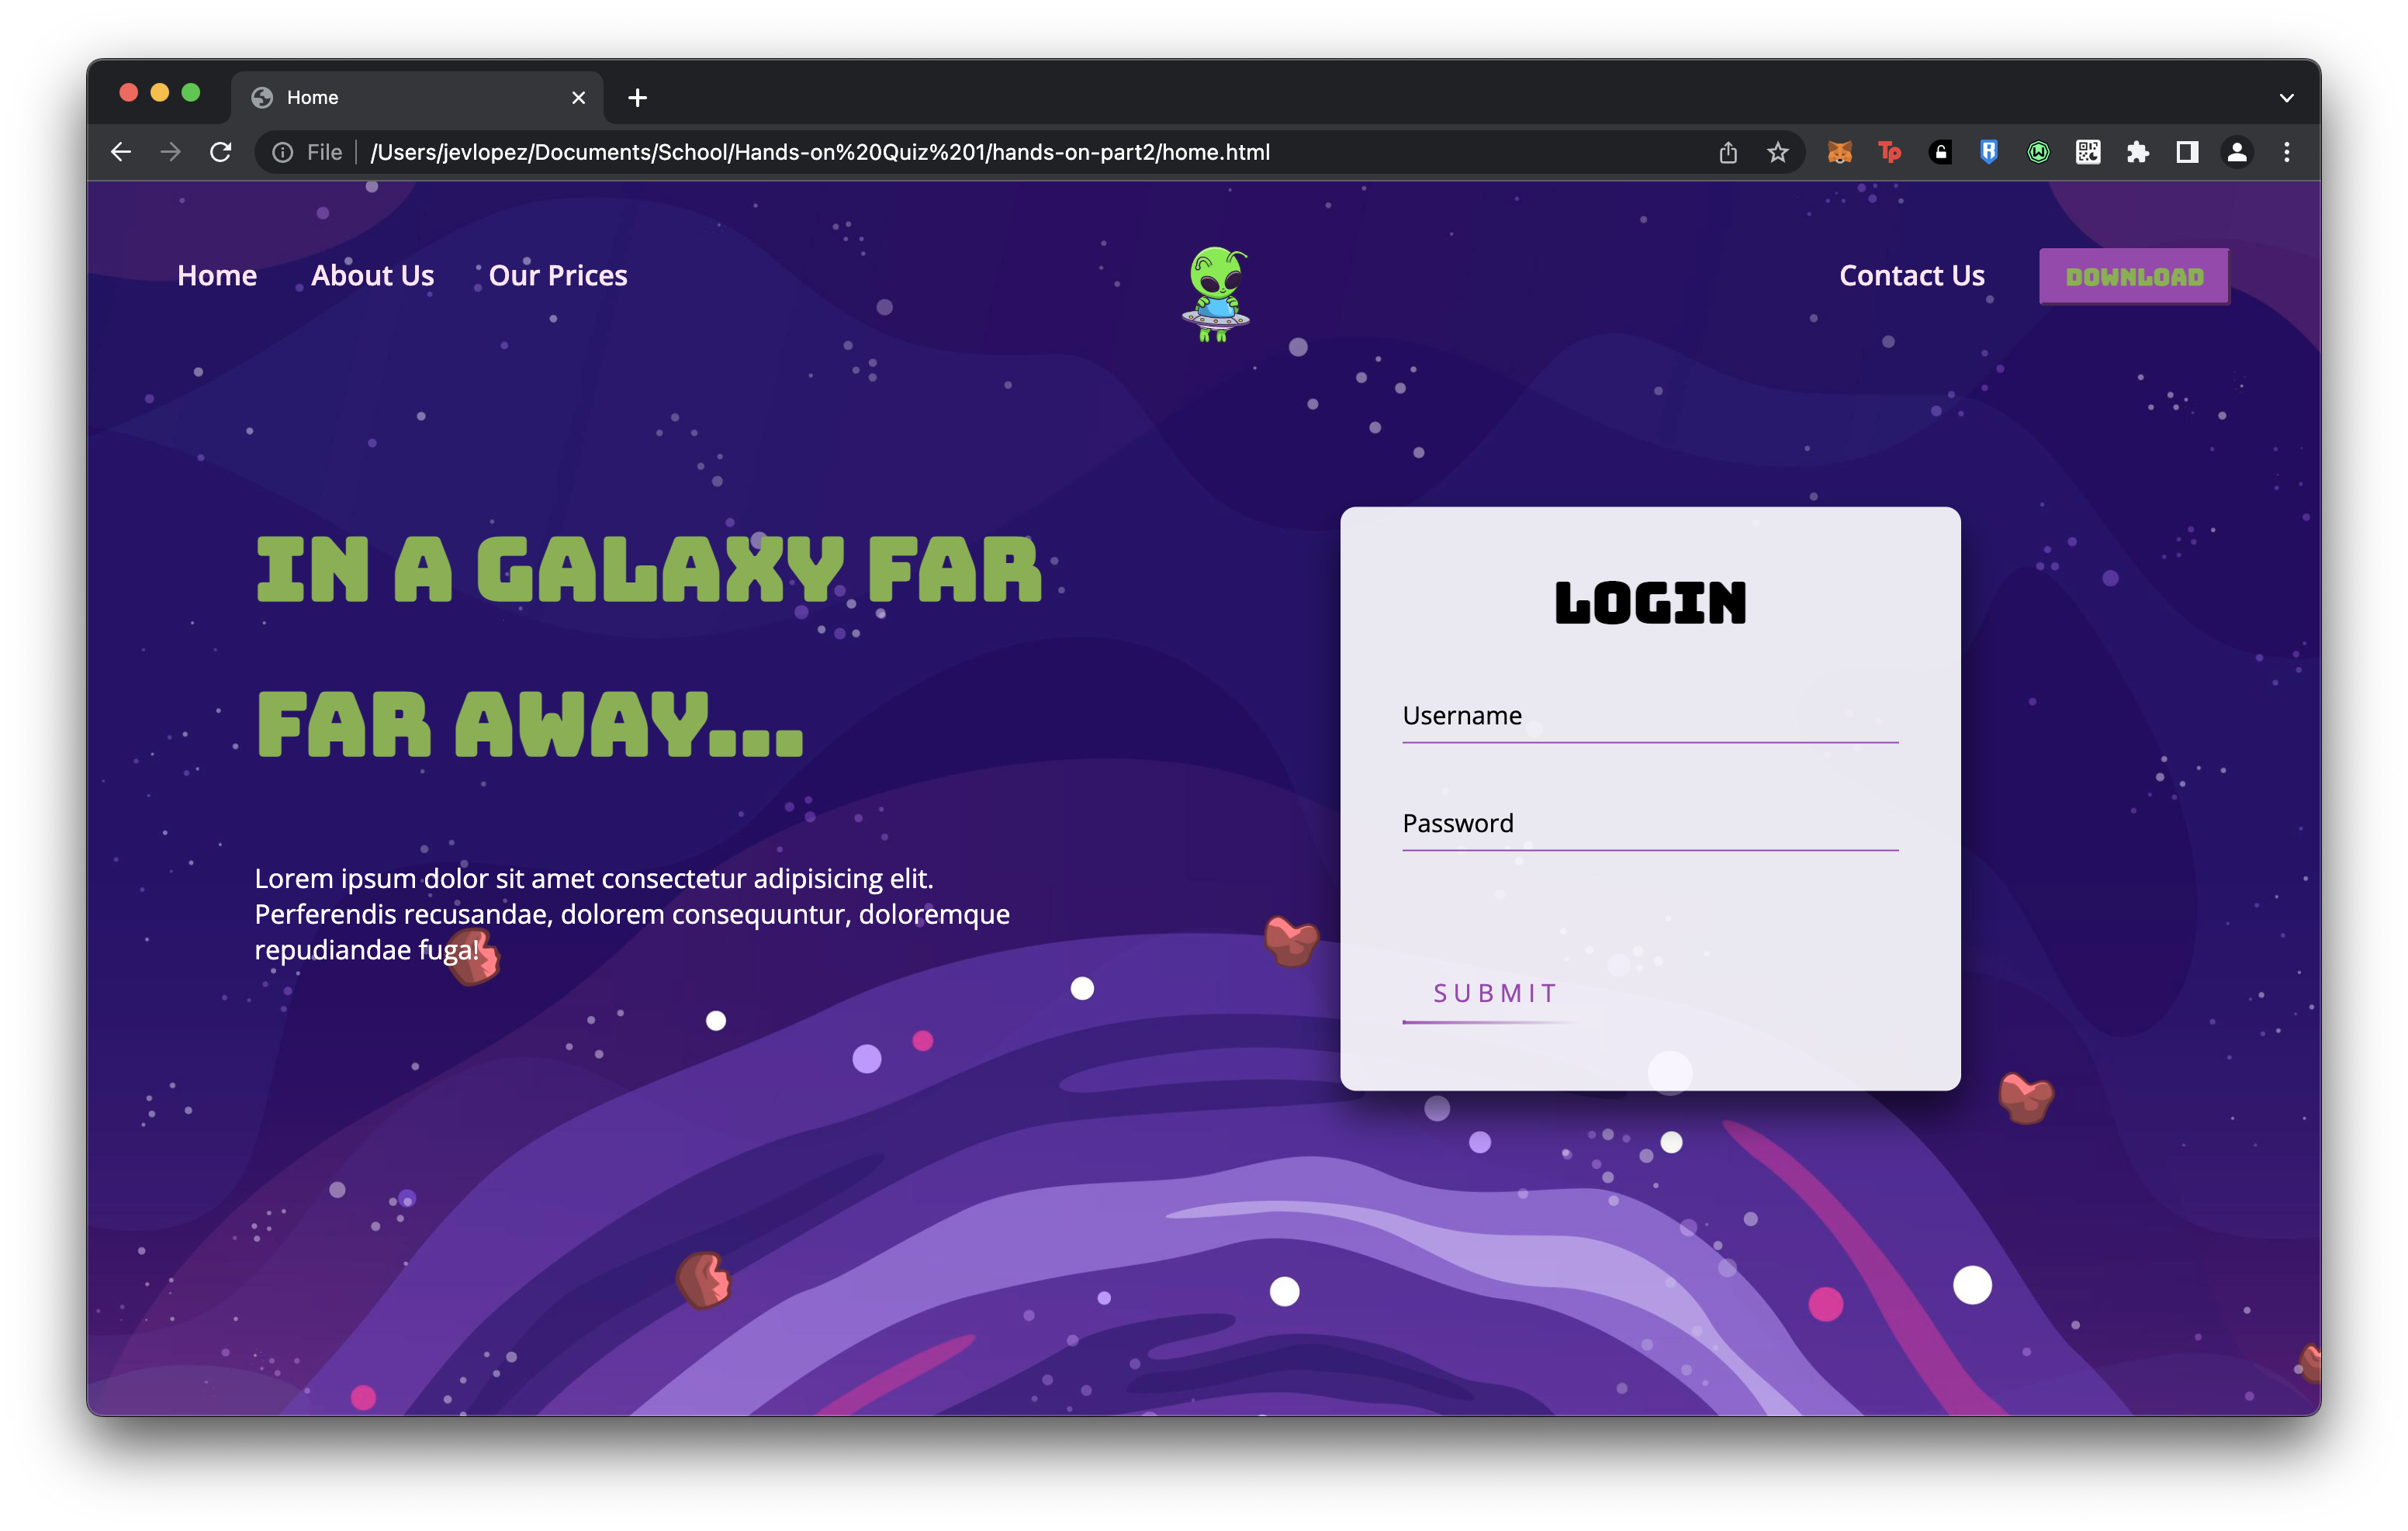 Home
File /Users/jevlopez/Documents/School/Hands-on%20Quiz%201/hands-on-part2/home.html
Home About Us Our Prices Contact Us DOWNLOAD
IN A GALAXY FAR
FAR AWAY...
Lorem ipsum dolor sit amet consectetur adipisicing elit.
Perferendis recusandae, dolorem consequuntur, doloremque
repudiandae fuga!
LOGIN
Username
Password
SUBMIT